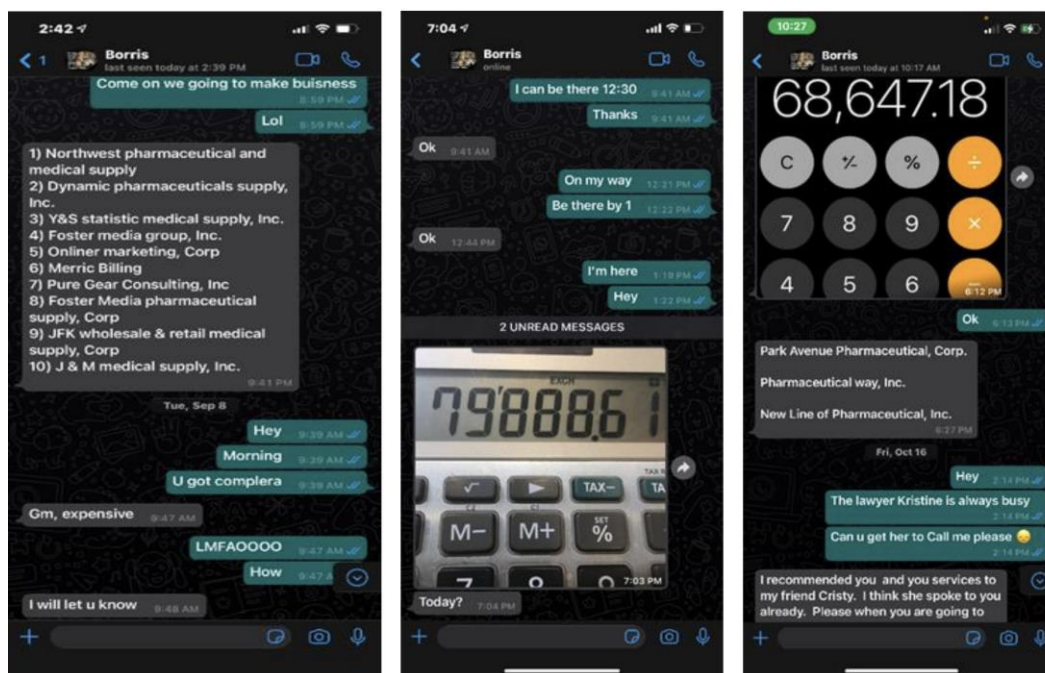 2:42
1
Borris
last seen today at 2:39 PM
Come on we going to make buisness
8:59 PM
Lol 8:59 PM
1) Northwest pharmaceutical and
medical supply
2) Dynamic pharmaceuticals supply,
Inc.
3) Y&S statistic medical supply, Inc.
4) Foster media group, Inc.
5) Onliner marketing, Corp
6) Merric Billing
7) Pure Gear Consulting, Inc
8) Foster Media pharmaceutical
supply, Corp
9) JFK wholesale & retail medical
supply, Corp
10) J & M medical supply, Inc.
9:41 PM
Tue, Sep 8
Hey 9:39 AM
Morning 9:39 AM
U got complera 9:39 AM
Gm, expensive 9:47 AM
LMFAOOOO 9:47 AM
How 9:47 A
I will let u know 9:48 AM
7:04
Borris
online
I can be there 12:30 9:41 AM
Thanks 9:41 AM
Ok 9:41 AM
On my way 12:21 PM
Be there by 1 12:22 PM
Ok 12:44 PM
I'm here 1:19 PM
Hey 1:22 PM
2 UNREAD MESSAGES
EXCH
79'888.61
TAX R
√ ▶ TAX− TA
M− M+ SET %
7:03 PM
Today? 7:04 PM
10:27
Borris
last seen today at 10:17 AM
68,647.18
C +/- % ÷
7 8 9 ×
4 5 6 −
6:12 PM
Ok 6:13 PM
Park Avenue Pharmaceutical, Corp.
Pharmaceutical way, Inc.
New Line of Pharmaceutical, Inc.
6:27 PM
Fri, Oct 16
Hey 2:14 PM
The lawyer Kristine is always busy
2:14 PM
Can u get her to Call me please 😞
2:14 PM
I recommended you and you services to
my friend Cristy. I think she spoke to you
already. Please when you are going to